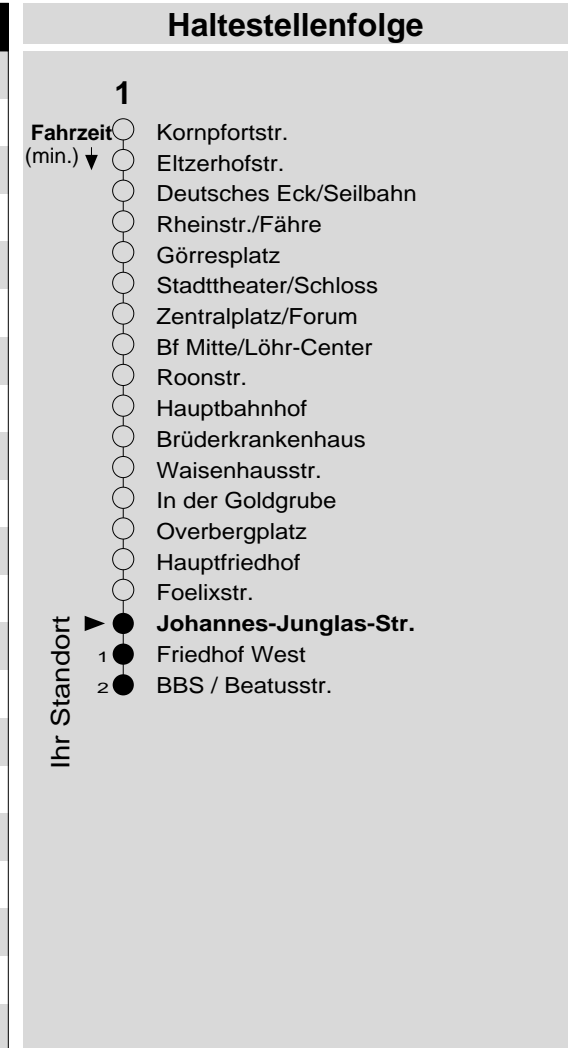 Haltestellenfolge
1
Fahrzeit Kornpfortstr.
(min.) Eltzerhofstr.
Deutsches Eck/Seilbahn
Rheinstr./Fähre
Görresplatz
Stadttheater/Schloss
Zentralplatz/Forum
Bf Mitte/Löhr-Center
Roonstr.
Hauptbahnhof
Brüderkrankenhaus
Waisenhausstr.
In der Goldgrube
Overbergplatz
Hauptfriedhof
Foelixstr.
Johannes-Junglas-Str.
1 Friedhof West
2 BBS / Beatusstr.
Ihr Standort